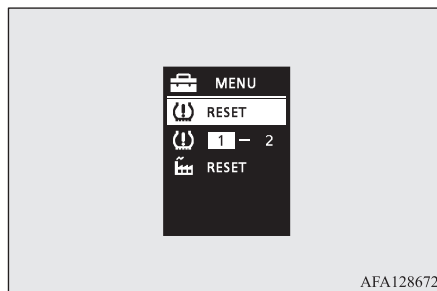 MENU
(!) RESET
(!) 1 – 2
RESET
AFA128672